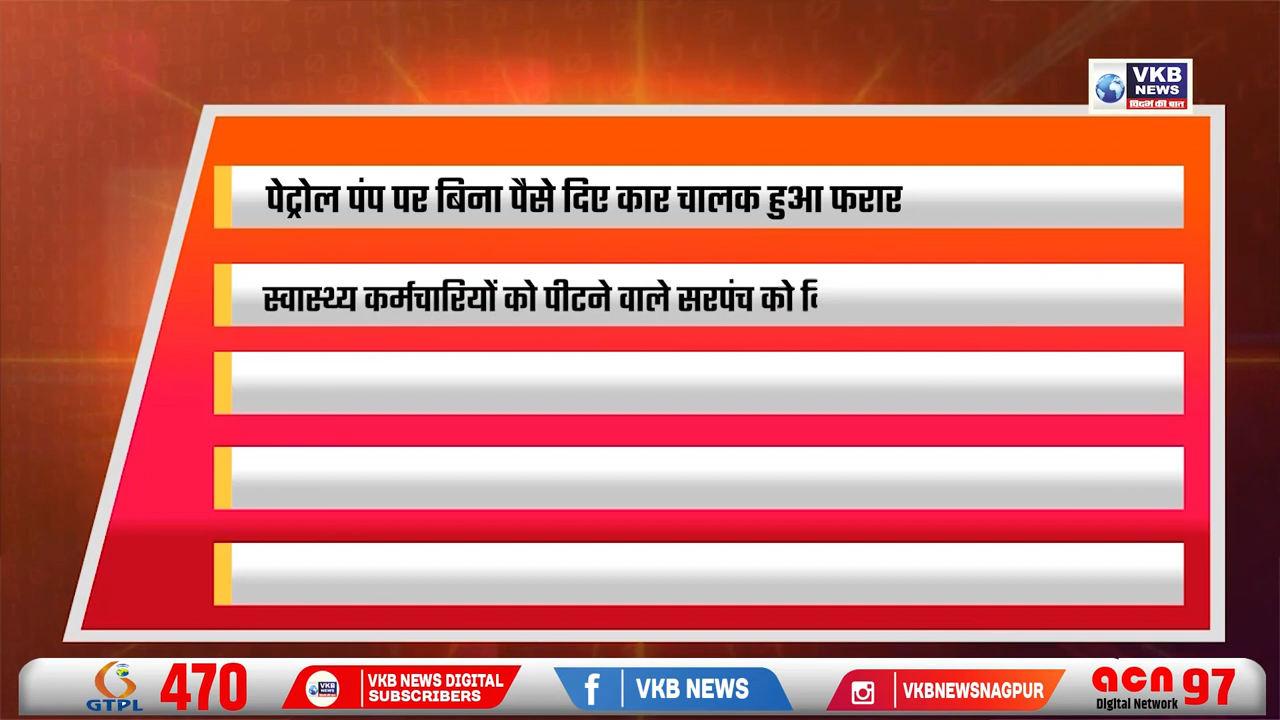 VKB
NEWS
विदर्भ की बात
पेट्रोल पंप पर बिना पैसे दिए कार चालक हुआ फरार
स्वास्थ्य कर्मचारियों को पीटने वाले सरपंच को
GTPL 470
VKB NEWS DIGITAL
SUBSCRIBERS
VKB NEWS
VKBNEWSNAGPUR
acn 97
Digital Network